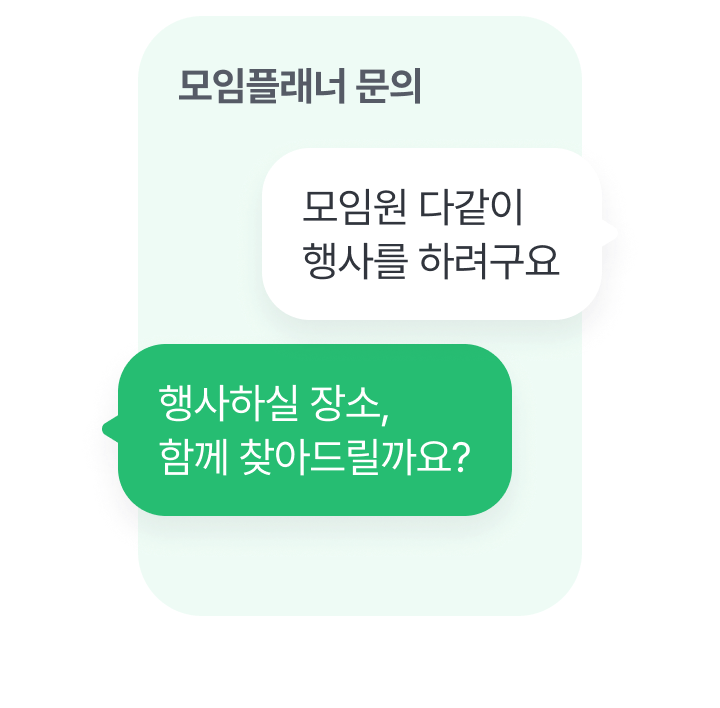 모임플래너 문의
모임원 다같이
행사를 하려구요
행사하실 장소,
함께 찾아드릴까요?